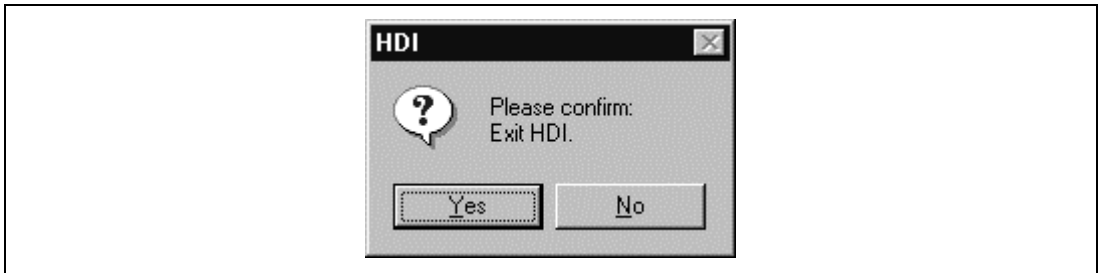 HDI
?
Please confirm:
Exit HDI.
Yes No